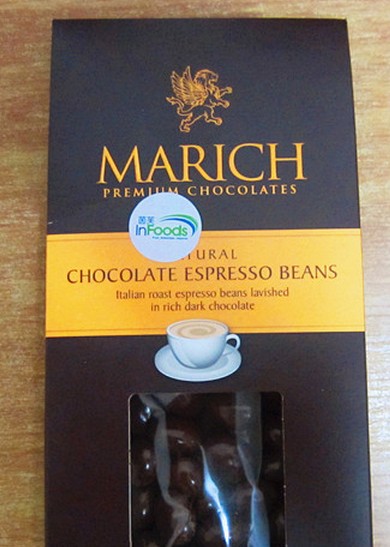 MARICH
PREMIUM CHOCOLATES
InFoods
CHOCOLATE ESPRESSO BEANS
Italian roast espresso beans lavished
in rich dark chocolate